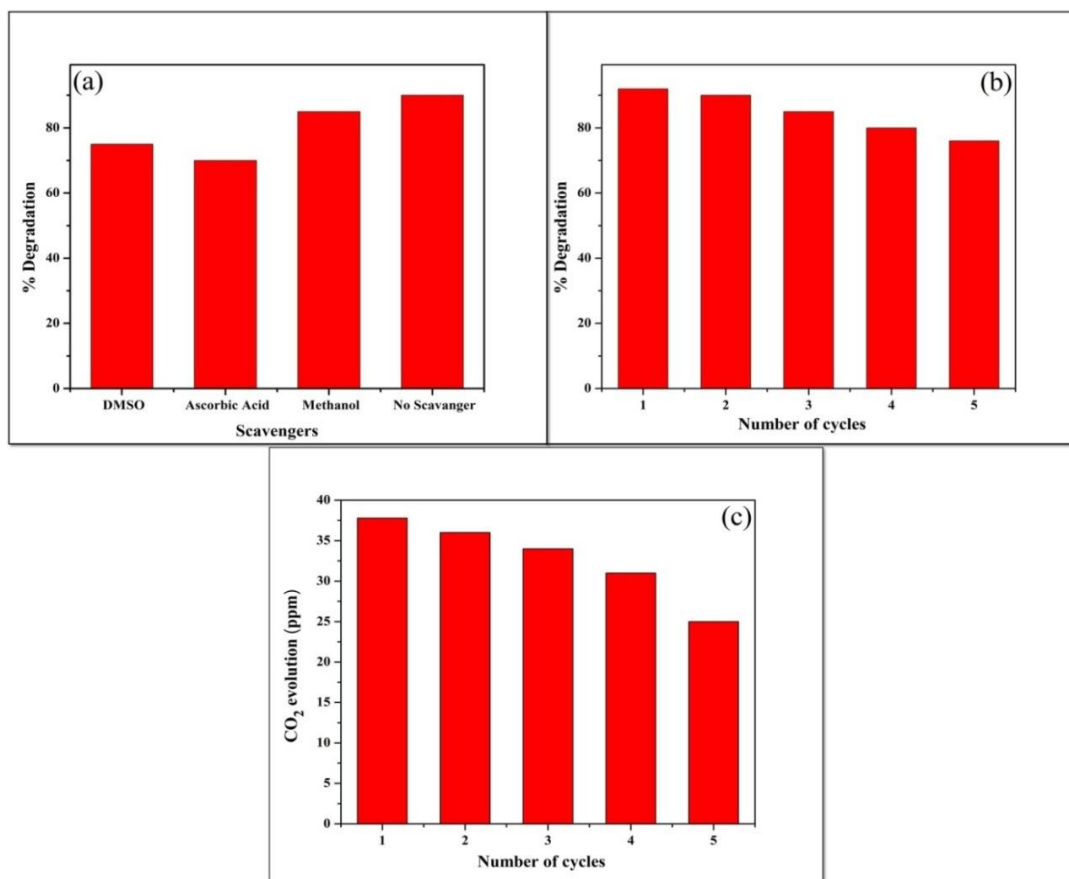 (a)
% Degradation
80
60
40
20
0
DMSO Ascorbic Acid Methanol No Scavanger
Scavengers
(b)
% Degradation
80
60
40
20
0
1 2 3 4 5
Number of cycles
(c)
CO₂ evolution (ppm)
40
35
30
25
20
15
10
5
0
1 2 3 4 5
Number of cycles